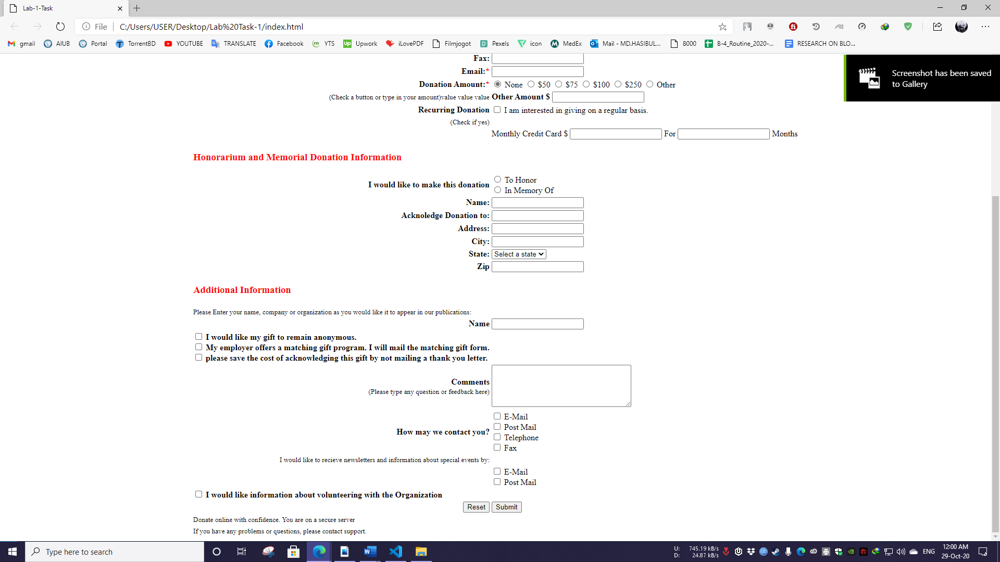 Lab-1-Task
File
C:/Users/USER/Desktop/Lab%20Task-1/index.html
gmail AIUB Portal TorrentBD YOUTUBE TRANSLATE Facebook YTS Upwork iLovePDF Filmjogot Pexels icon MedEx Mail - MD.HASIBUL... 8000 B-4_Routine_2020-... RESEARCH ON BLO...
Screenshot has been saved
to Gallery
Fax:
Email:*
Donation Amount:* None $50 $75 $100 $250 Other
(Check a button or type in your amount)value value value Other Amount $
Recurring Donation I am interested in giving on a regular basis.
(Check if yes)
Monthly Credit Card $ For Months
Honorarium and Memorial Donation Information
I would like to make this donation
To Honor
In Memory Of
Name:
Acknoledge Donation to:
Address:
City:
State: Select a state
Zip
Additional Information
Please Enter your name, company or organization as you would like it to appear in our publications:
Name
I would like my gift to remain anonymous.
My employer offers a matching gift program. I will mail the matching gift form.
please save the cost of acknowledging this gift by not mailing a thank you letter.
Comments
(Please type any question or feedback here)
How may we contact you?
E-Mail
Post Mail
Telephone
Fax
I would like to recieve newsletters and information about special events by:
E-Mail
Post Mail
I would like information about volunteering with the Organization
Reset Submit
Donate online with confidence. You are on a secure server
If you have any problems or questions, please contact support.
Type here to search
U: 745.19 kB/s
D: 24.87 kB/s
ENG
12:00 AM
29-Oct-20